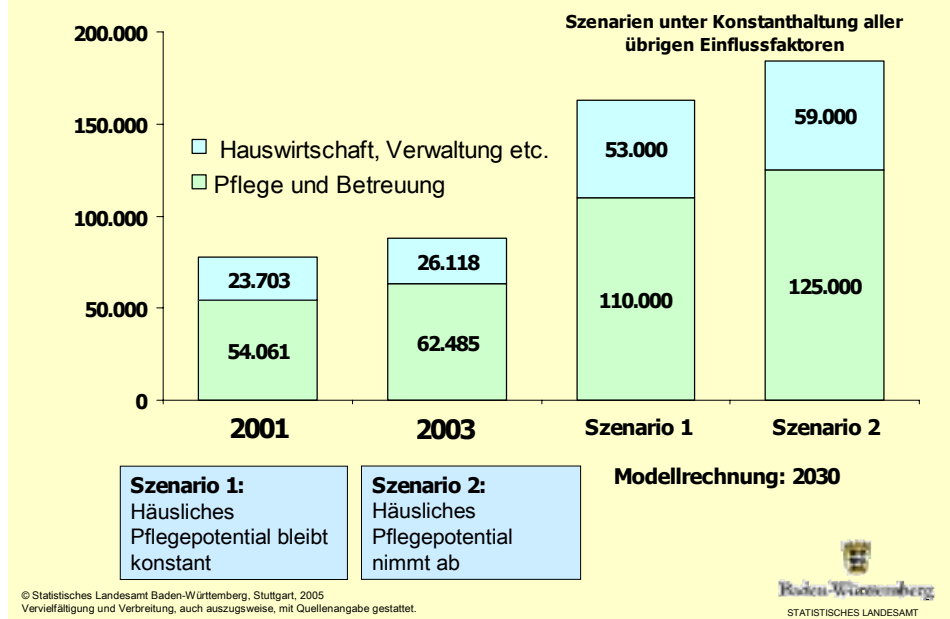 Szenarien unter Konstanthaltung aller
übrigen Einflussfaktoren
200.000
150.000
100.000
50.000
0
Hauswirtschaft, Verwaltung etc.
Pflege und Betreuung
23.703
54.061
26.118
62.485
53.000
110.000
59.000
125.000
2001
2003
Szenario 1
Szenario 2
Modellrechnung: 2030
Szenario 1:
Häusliches
Pflegepotential bleibt
konstant
Szenario 2:
Häusliches
Pflegepotential
nimmt ab
© Statistisches Landesamt Baden-Württemberg, Stuttgart, 2005
Vervielfältigung und Verbreitung, auch auszugsweise, mit Quellenangabe gestattet.
Baden-Württemberg
STATISTISCHES LANDESAMT